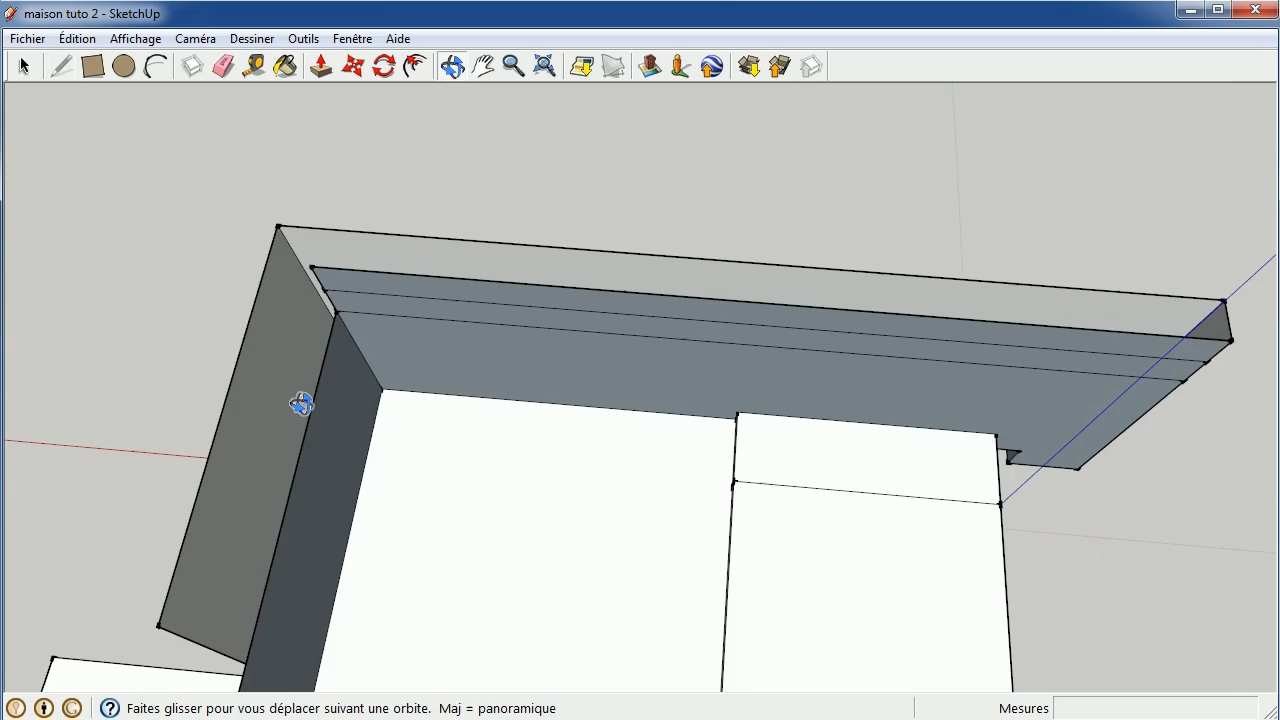 maison tuto 2 - SketchUp
Fichier Édition Affichage Caméra Dessiner Outils Fenêtre Aide
Faites glisser pour vous déplacer suivant une orbite. Maj = panoramique Mesures